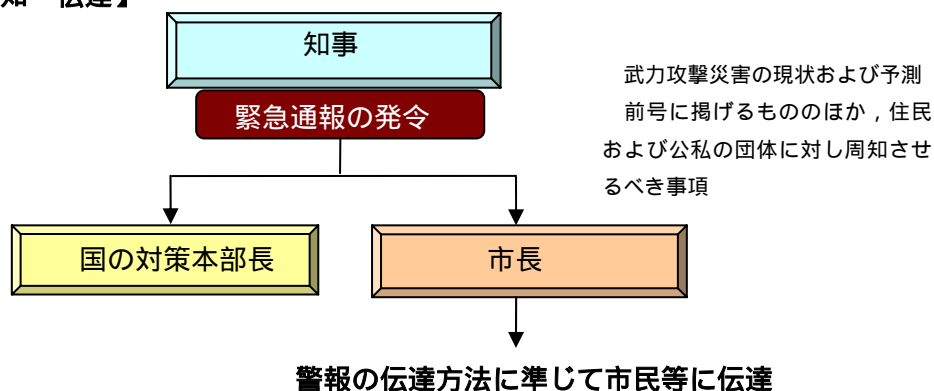 伝達】
知事
緊急通報の発令
武力攻撃災害の現状および予測
前号に掲げるもののほか，住民
および公私の団体に対し周知させ
るべき事項
国の対策本部長
市長
警報の伝達方法に準じて市民等に伝達